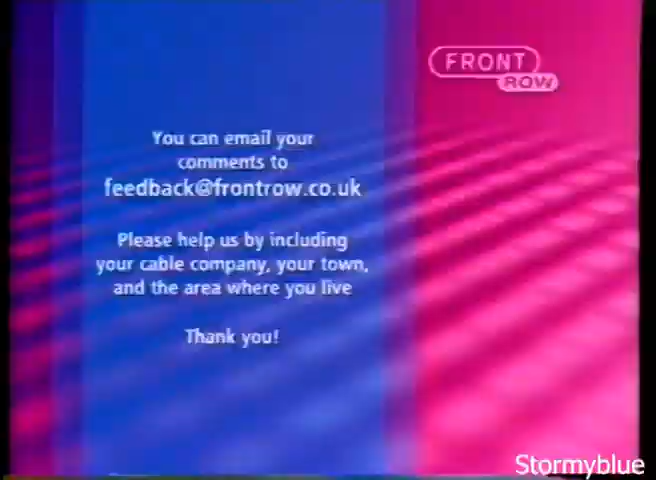 FRONT
ROW
You can email your
comments to
feedback@frontrow.co.uk
Please help us by including
your cable company, your town,
and the area where you live
Thank you!
Stormyblue